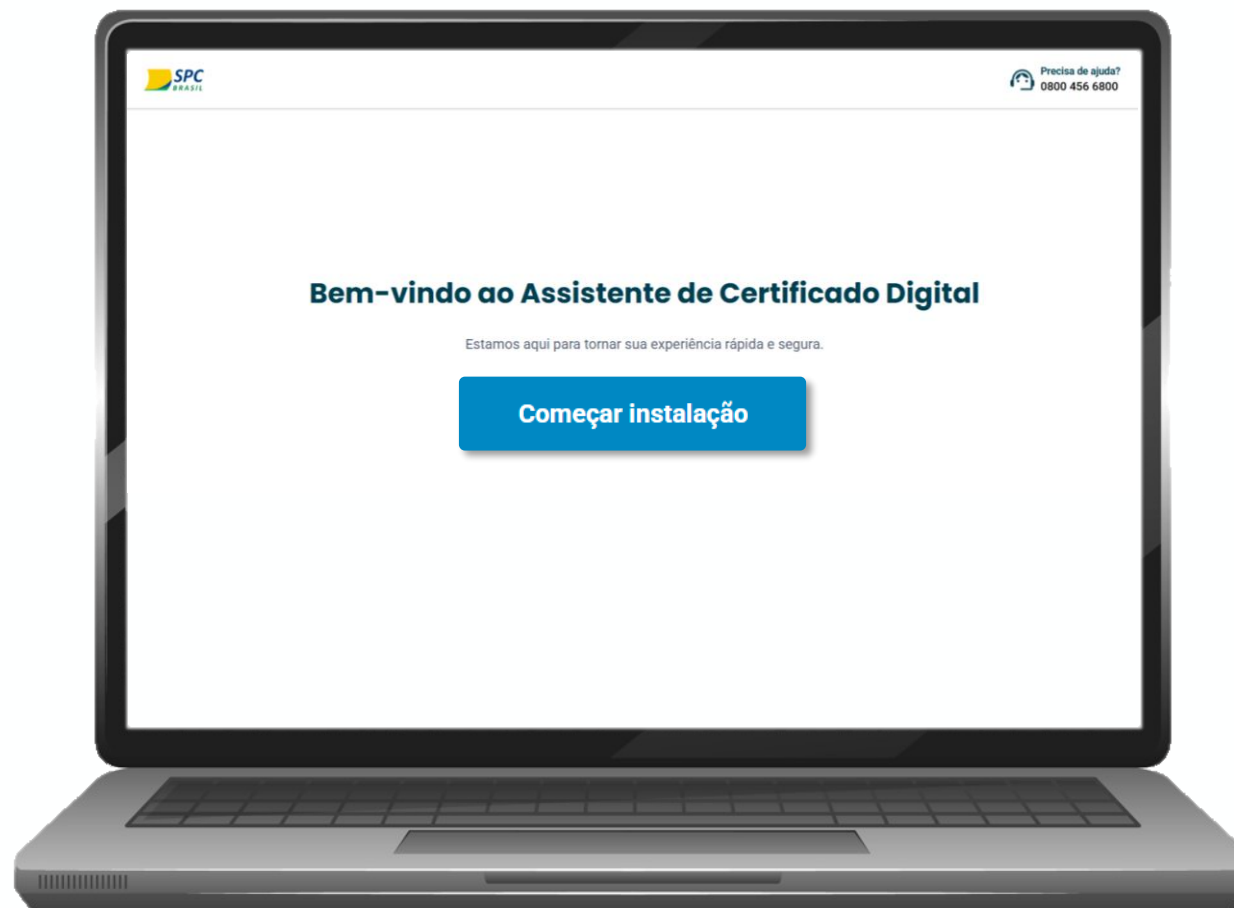 SPC
BRASIL
Precisa de ajuda?
0800 456 6800
Bem-vindo ao Assistente de Certificado Digital
Estamos aqui para tornar sua experiência rápida e segura.
Começar instalação